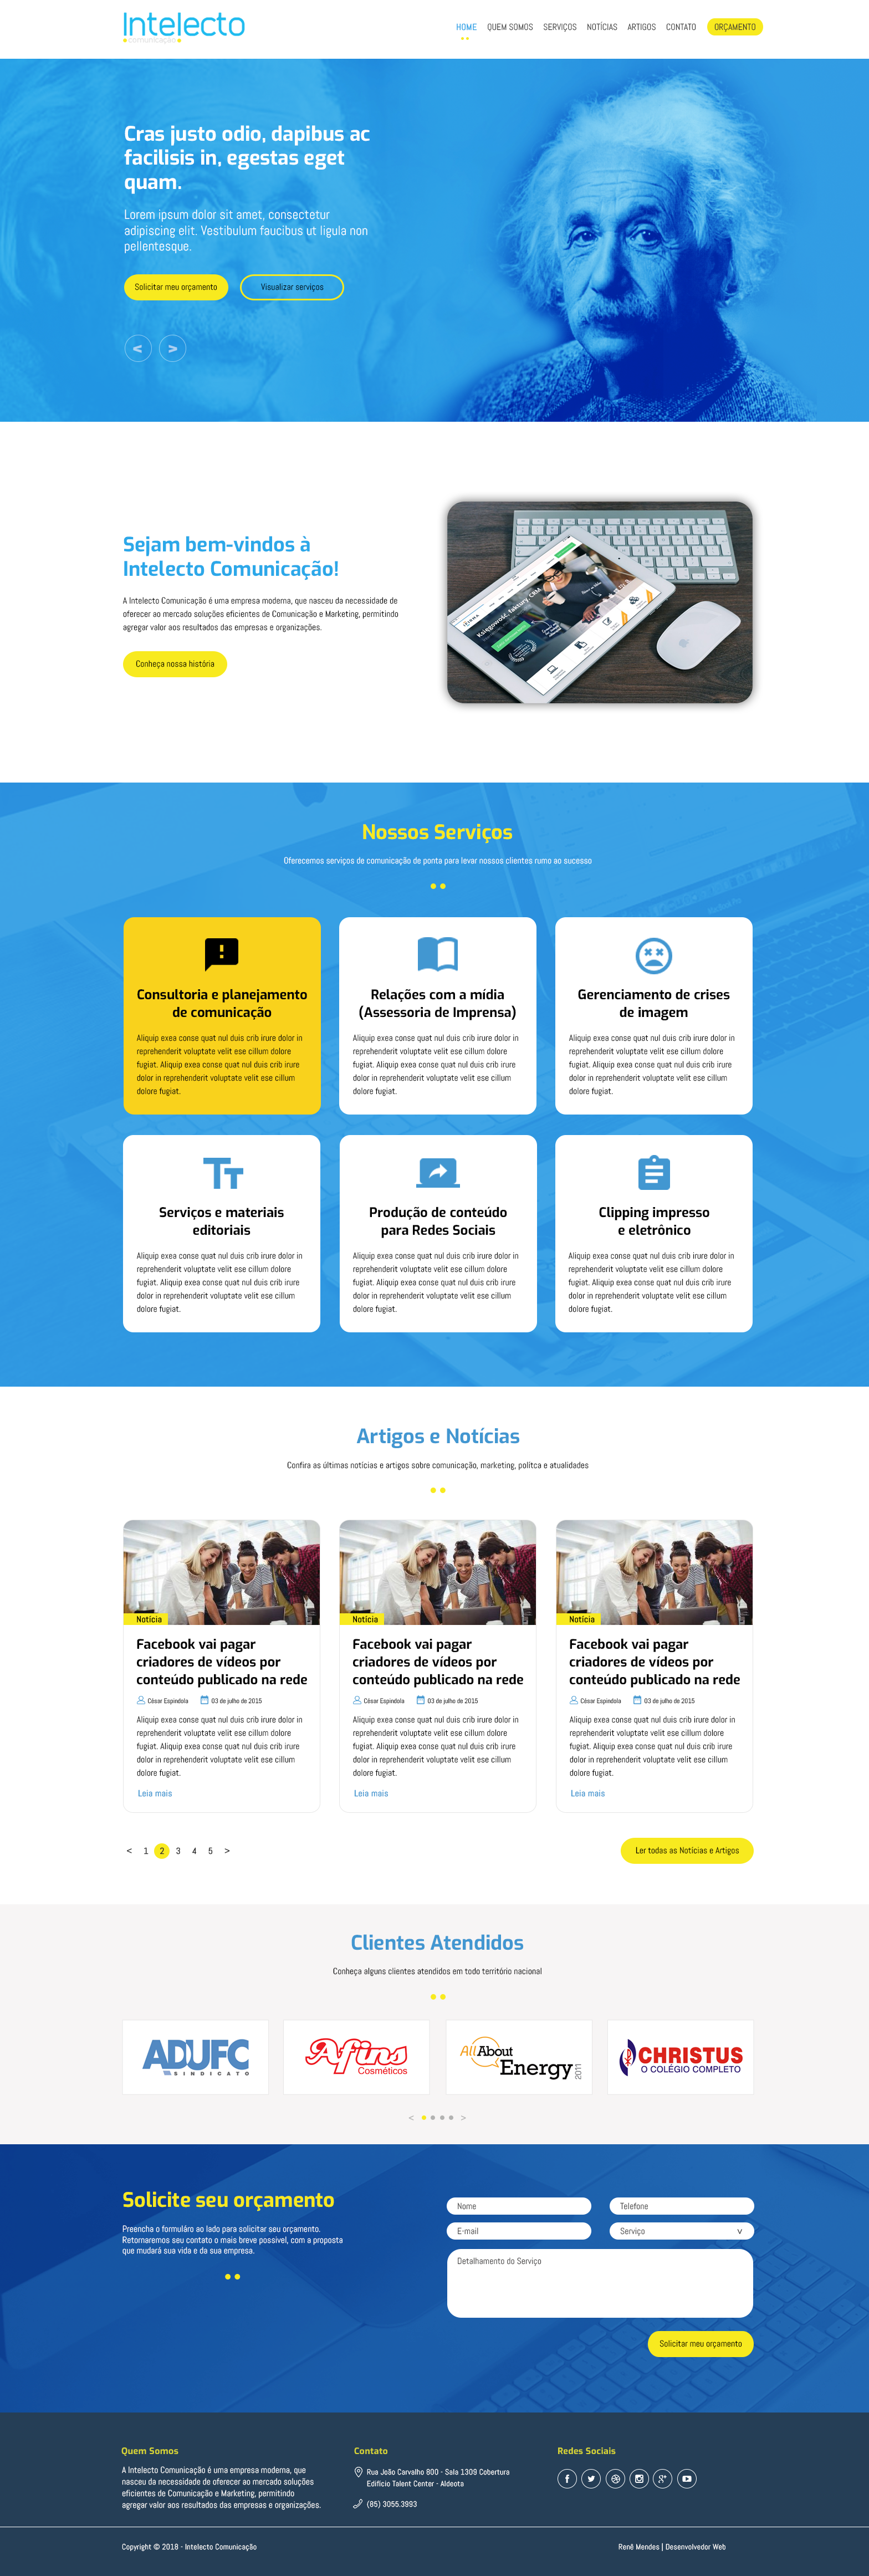 Intelecto
comunicação
HOME QUEM SOMOS SERVIÇOS NOTÍCIAS ARTIGOS CONTATO ORÇAMENTO
Cras justo odio, dapibus ac
facilisis in, egestas eget
quam.
Lorem ipsum dolor sit amet, consectetur
adipiscing elit. Vestibulum faucibus ut ligula non
pellentesque.
Solicitar meu orçamento Visualizar serviços
< >
Sejam bem-vindos à
Intelecto Comunicação!
A Intelecto Comunicação é uma empresa moderna, que nasceu da necessidade de
oferecer ao mercado soluções eficientes de Comunicação e Marketing, permitindo
agregar valor aos resultados das empresas e organizações.
Conheça nossa história
Księgowość, faktury, CRM
Nossos Serviços
Oferecemos serviços de comunicação de ponta para levar nossos clientes rumo ao sucesso
Consultoria e planejamento
de comunicação
Aliquip exea conse quat nul duis crib irure dolor in
reprehenderit voluptate velit ese cillum dolore
fugiat. Aliquip exea conse quat nul duis crib irure
dolor in reprehenderit voluptate velit ese cillum
dolore fugiat.
Relações com a mídia
(Assessoria de Imprensa)
Aliquip exea conse quat nul duis crib irure dolor in
reprehenderit voluptate velit ese cillum dolore
fugiat. Aliquip exea conse quat nul duis crib irure
dolor in reprehenderit voluptate velit ese cillum
dolore fugiat.
Gerenciamento de crises
de imagem
Aliquip exea conse quat nul duis crib irure dolor in
reprehenderit voluptate velit ese cillum dolore
fugiat. Aliquip exea conse quat nul duis crib irure
dolor in reprehenderit voluptate velit ese cillum
dolore fugiat.
Serviços e materiais
editoriais
Aliquip exea conse quat nul duis crib irure dolor in
reprehenderit voluptate velit ese cillum dolore
fugiat. Aliquip exea conse quat nul duis crib irure
dolor in reprehenderit voluptate velit ese cillum
dolore fugiat.
Produção de conteúdo
para Redes Sociais
Aliquip exea conse quat nul duis crib irure dolor in
reprehenderit voluptate velit ese cillum dolore
fugiat. Aliquip exea conse quat nul duis crib irure
dolor in reprehenderit voluptate velit ese cillum
dolore fugiat.
Clipping impresso
e eletrônico
Aliquip exea conse quat nul duis crib irure dolor in
reprehenderit voluptate velit ese cillum dolore
fugiat. Aliquip exea conse quat nul duis crib irure
dolor in reprehenderit voluptate velit ese cillum
dolore fugiat.
Artigos e Notícias
Confira as últimas notícias e artigos sobre comunicação, marketing, polítca e atualidades
Notícia
Facebook vai pagar
criadores de vídeos por
conteúdo publicado na rede
César Espíndola 03 de julho de 2015
Aliquip exea conse quat nul duis crib irure dolor in
reprehenderit voluptate velit ese cillum dolore
fugiat. Aliquip exea conse quat nul duis crib irure
dolor in reprehenderit voluptate velit ese cillum
dolore fugiat.
Leia mais
Notícia
Facebook vai pagar
criadores de vídeos por
conteúdo publicado na rede
César Espíndola 03 de julho de 2015
Aliquip exea conse quat nul duis crib irure dolor in
reprehenderit voluptate velit ese cillum dolore
fugiat. Aliquip exea conse quat nul duis crib irure
dolor in reprehenderit voluptate velit ese cillum
dolore fugiat.
Leia mais
Notícia
Facebook vai pagar
criadores de vídeos por
conteúdo publicado na rede
César Espíndola 03 de julho de 2015
Aliquip exea conse quat nul duis crib irure dolor in
reprehenderit voluptate velit ese cillum dolore
fugiat. Aliquip exea conse quat nul duis crib irure
dolor in reprehenderit voluptate velit ese cillum
dolore fugiat.
Leia mais
< 1 2 3 4 5 >
Ler todas as Notícias e Artigos
Clientes Atendidos
Conheça alguns clientes atendidos em todo território nacional
ADUFC
SINDICATO
Afins
Cosméticos
All About
Energy 2011
CHRISTUS
O COLÉGIO COMPLETO
< >
Solicite seu orçamento
Preencha o formuláro ao lado para solicitar seu orçamento.
Retornaremos seu contato o mais breve possível, com a proposta
que mudará sua vida e da sua empresa.
Nome Telefone
E-mail Serviço
Detalhamento do Serviço
Solicitar meu orçamento
Quem Somos
A Intelecto Comunicação é uma empresa moderna, que
nasceu da necessidade de oferecer ao mercado soluções
eficientes de Comunicação e Marketing, permitindo
agregar valor aos resultados das empresas e organizações.
Contato
Rua João Carvalho 800 - Sala 1309 Cobertura
Edifício Talent Center - Aldeota
(85) 3055.3993
Redes Sociais
Copyright © 2018 - Intelecto Comunicação
Renê Mendes | Desenvolvedor Web